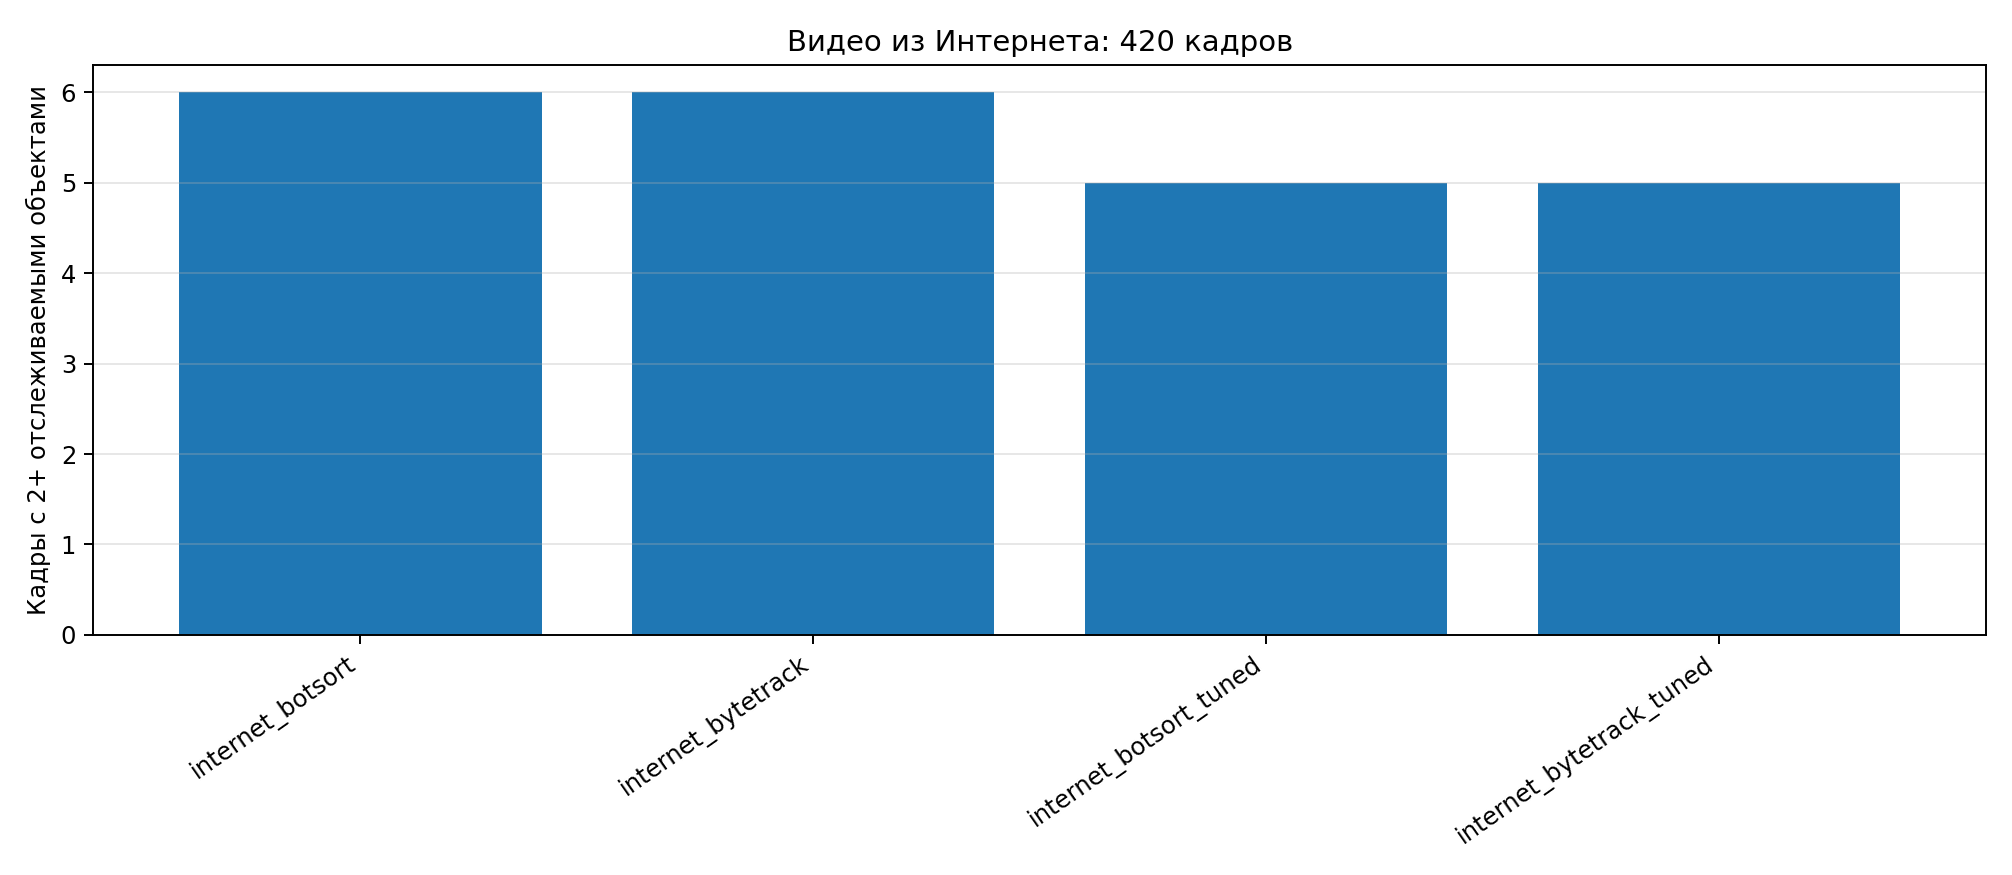 Видео из Интернета: 420 кадров
Кадры с 2+ отслеживаемыми объектами
6
5
4
3
2
1
0
internet_botsort
internet_bytetrack
internet_botsort_tuned
internet_bytetrack_tuned